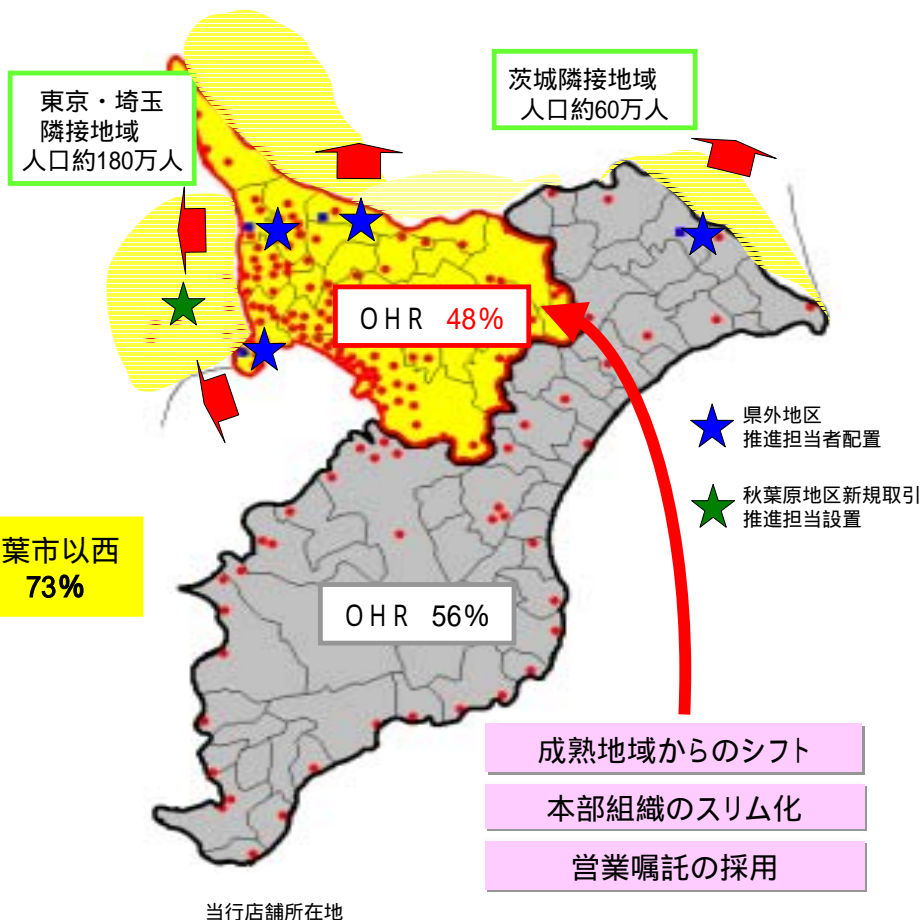 東京・埼玉
隣接地域
人口約180万人
茨城隣接地域
人口約60万人
OHR 48%
県外地区
推進担当者配置
秋葉原地区新規取引
推進担当設置
葉市以西
73%
OHR 56%
成熟地域からのシフト
本部組織のスリム化
営業嘱託の採用
当行店舗所在地